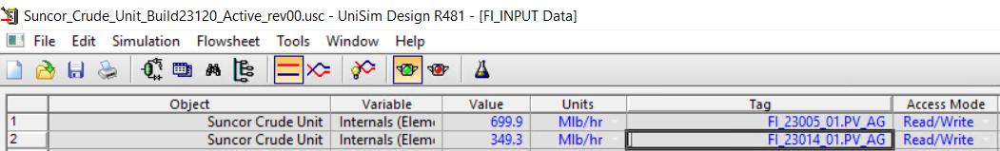 Suncor_Crude_Unit_Build23120_Active_rev00.usc - UniSim Design R481 - [FI_INPUT Data]
File Edit Simulation Flowsheet Tools Window Help
Object Variable Value Units Tag Access Mode
1 Suncor Crude Unit Internals (Elem 699.9 Mlb/hr FI_23005_01.PV_AG Read/Write
2 Suncor Crude Unit Internals (Elem 349.3 Mlb/hr FI_23014_01.PV_AG Read/Write